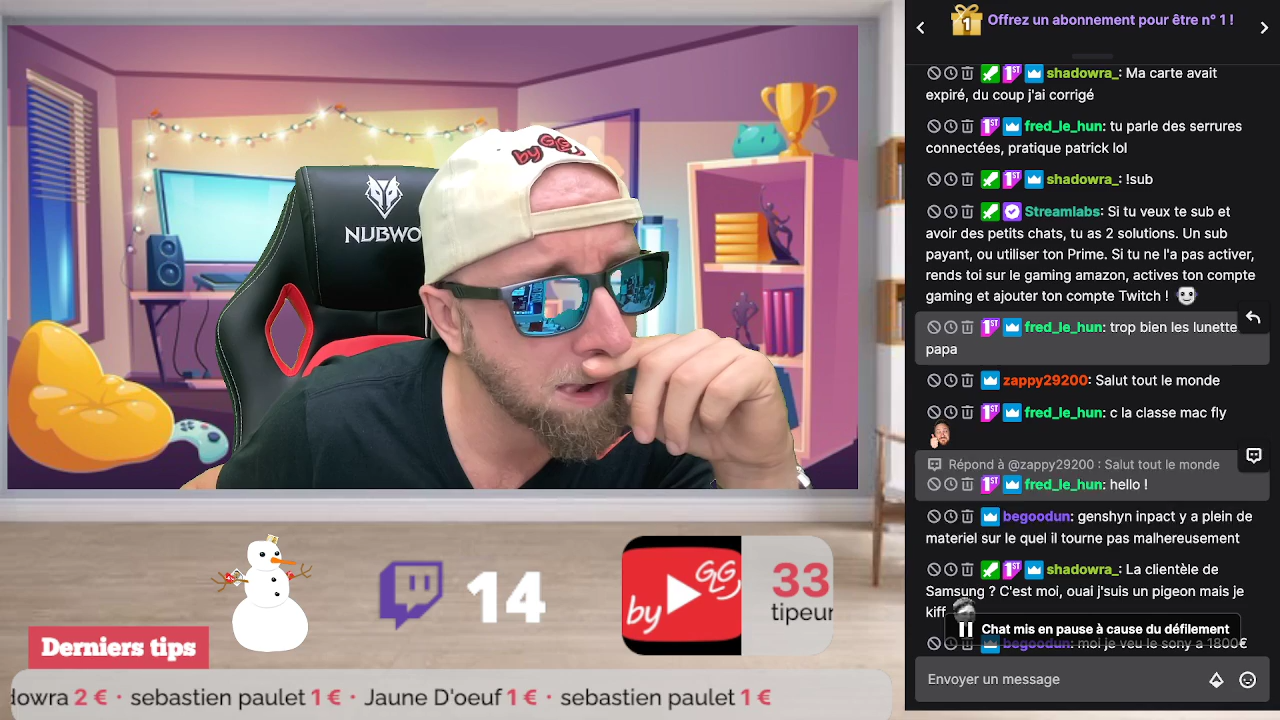 by GG
NUBWO
14
by GG
33
tipeur
Derniers tips
dowra 2 € · sebastien paulet 1 € · Jaune D'oeuf 1 € · sebastien paulet 1 €
1
Offrez un abonnement pour être n° 1 !
shadowra_: Ma carte avait
expiré, du coup j'ai corrigé
fred_le_hun: tu parle des serrures
connectées, pratique patrick lol
shadowra_: !sub
Streamlabs: Si tu veux te sub et
avoir des petits chats, tu as 2 solutions. Un sub
payant, ou utiliser ton Prime. Si tu ne l'a pas activer,
rends toi sur le gaming amazon, actives ton compte
gaming et ajouter ton compte Twitch !
fred_le_hun: trop bien les lunette
papa
zappy29200: Salut tout le monde
fred_le_hun: c la classe mac fly
Répond à @zappy29200 : Salut tout le monde
fred_le_hun: hello !
begoodun: genshyn inpact y a plein de
materiel sur le quel il tourne pas malhereusement
shadowra_: La clientèle de
Samsung ? C'est moi, ouai j'suis un pigeon mais je
kiff
Chat mis en pause à cause du défilement
begoodun: moi je veu le sony a 1800€
Envoyer un message